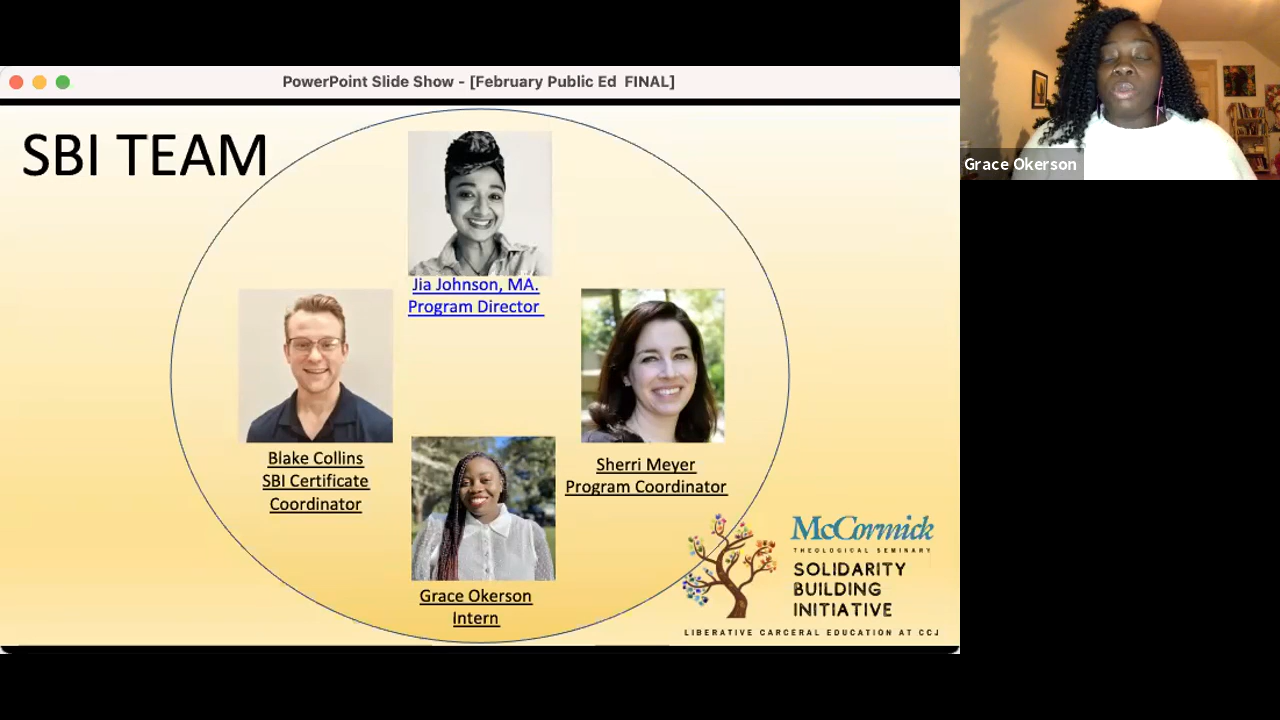 PowerPoint Slide Show - [February Public Ed FINAL]
SBI TEAM
Jia Johnson, MA.
Program Director
Blake Collins
SBI Certificate
Coordinator
Sherri Meyer
Program Coordinator
Grace Okerson
Intern
McCormick
THEOLOGICAL SEMINARY
SOLIDARITY
BUILDING
INITIATIVE
LIBERATIVE CARCERAL EDUCATION AT CCJ
Grace Okerson